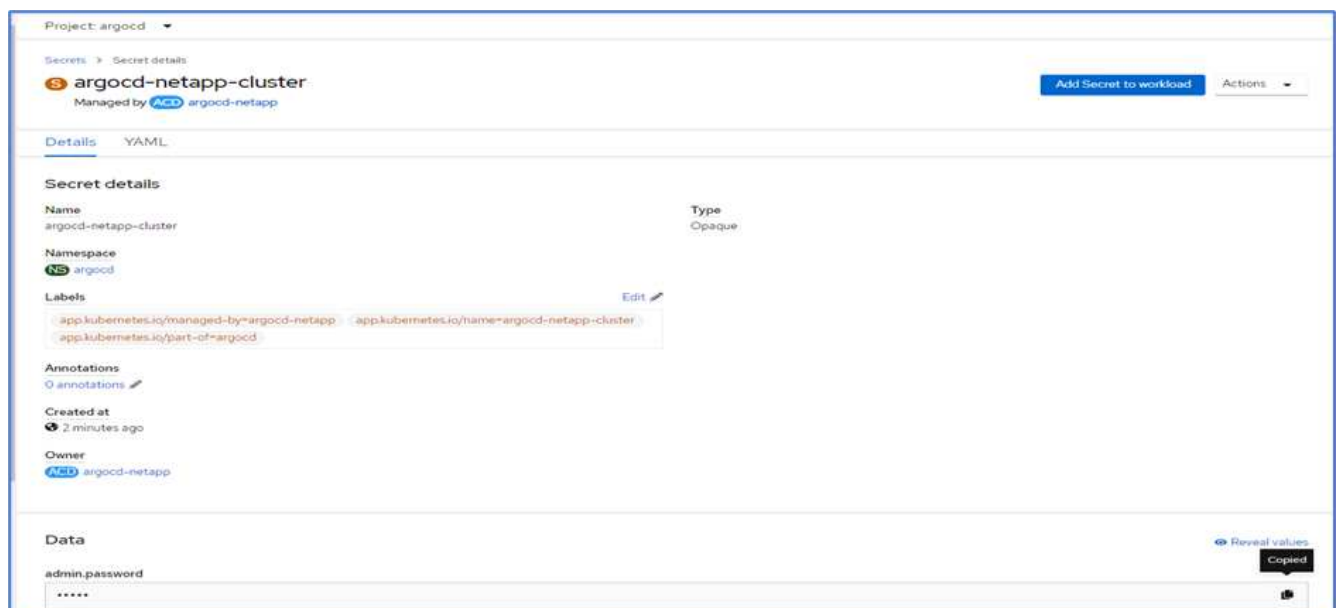 Project: argocd
Secrets > Secret details
S argocd-netapp-cluster
Add Secret to workload
Actions
Managed by ACD argocd-netapp
Details YAML
Secret details
Name
argocd-netapp-cluster
Type
Opaque
Namespace
NS argocd
Labels
Edit
app.kubernetes.io/managed-by=argocd-netapp app.kubernetes.io/name=argocd-netapp-cluster
app.kubernetes.io/part-of=argocd
Annotations
0 annotations
Created at
2 minutes ago
Owner
ACD argocd-netapp
Data
Reveal values
Copied
admin.password
•••••